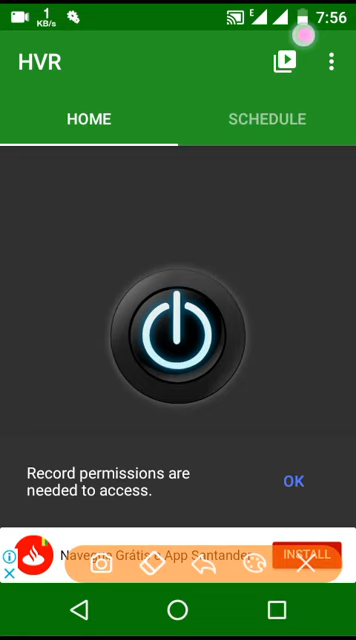 1
KB/s
E
7:56
HVR
HOME
SCHEDULE
Record permissions are
needed to access.
OK
Navegue Grátis o App Santander
INSTALL